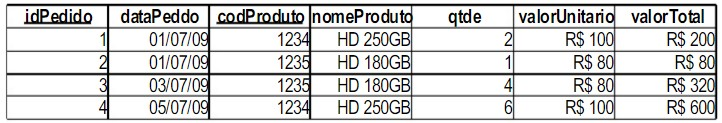 idPedido dataPeddo codProduto nomeProduto qtde valorUnitario valorTotal
1 01/07/09 1234 HD 250GB 2 R$ 100 R$ 200
2 01/07/09 1235 HD 180GB 1 R$ 80 R$ 80
3 03/07/09 1235 HD 180GB 4 R$ 80 R$ 320
4 05/07/09 1234 HD 250GB 6 R$ 100 R$ 600